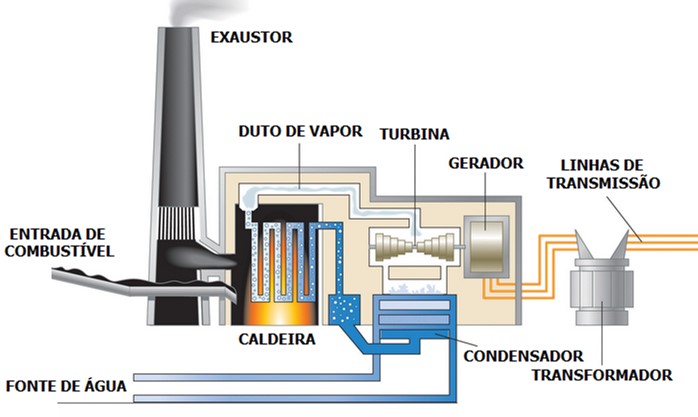 EXAUSTOR
DUTO DE VAPOR
TURBINA
GERADOR
LINHAS DE
TRANSMISSÃO
ENTRADA DE
COMBUSTÍVEL
CALDEIRA
CONDENSADOR
TRANSFORMADOR
FONTE DE ÁGUA